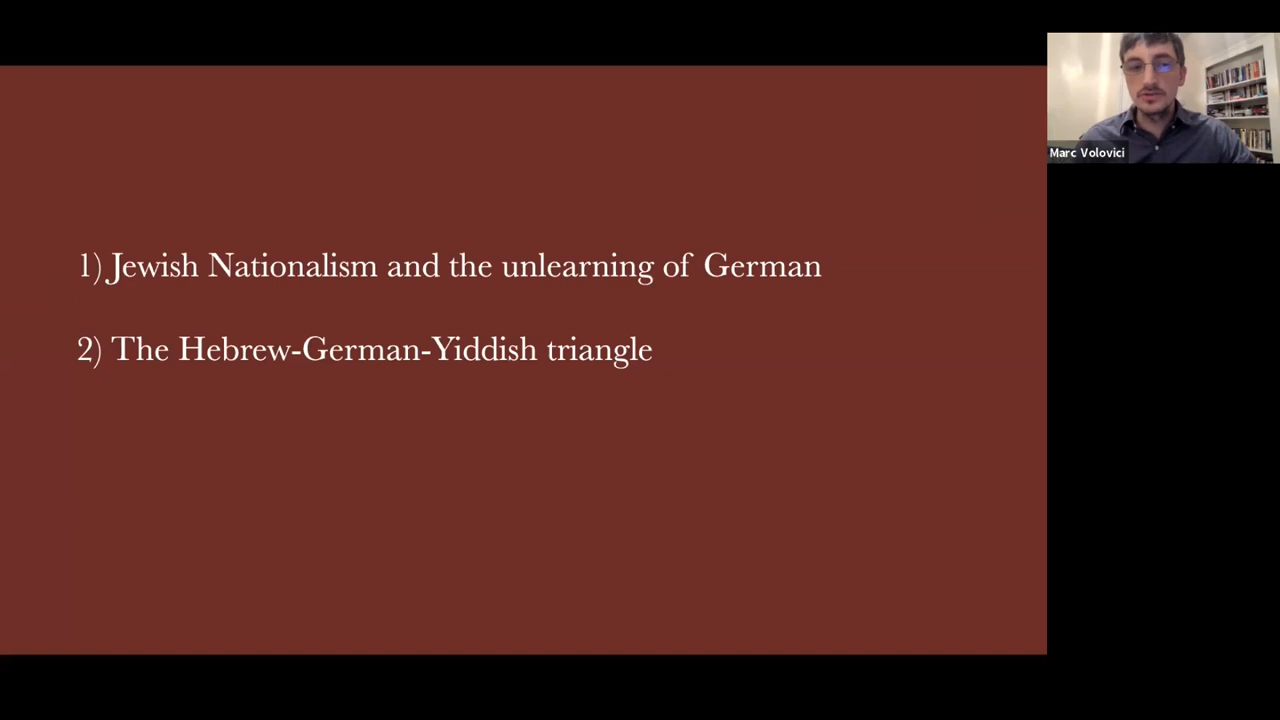 1) Jewish Nationalism and the unlearning of German
2) The Hebrew-German-Yiddish triangle
Marc Volovici